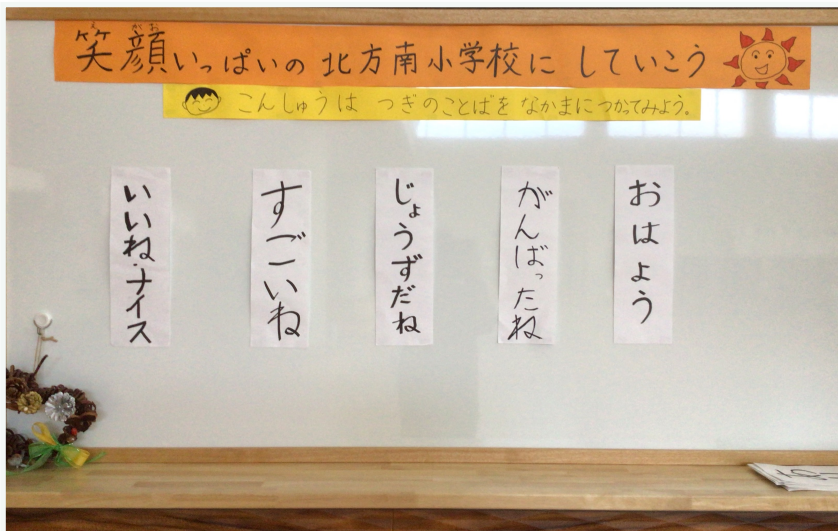 笑顔いっぱいの 北方南小学校に していこう
こんしゅうは つぎのことばを なかまに つかってみよう。
おはよう
がんばったね
じょうずだね
すごいね
いいね・ナイス